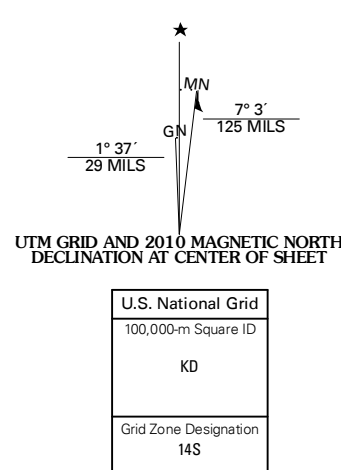 ★
MN
7° 3´
125 MILS
GN
1° 37´
29 MILS
UTM GRID AND 2010 MAGNETIC NORTH
DECLINATION AT CENTER OF SHEET
U.S. National Grid
100,000-m Square ID
KD
Grid Zone Designation
14S